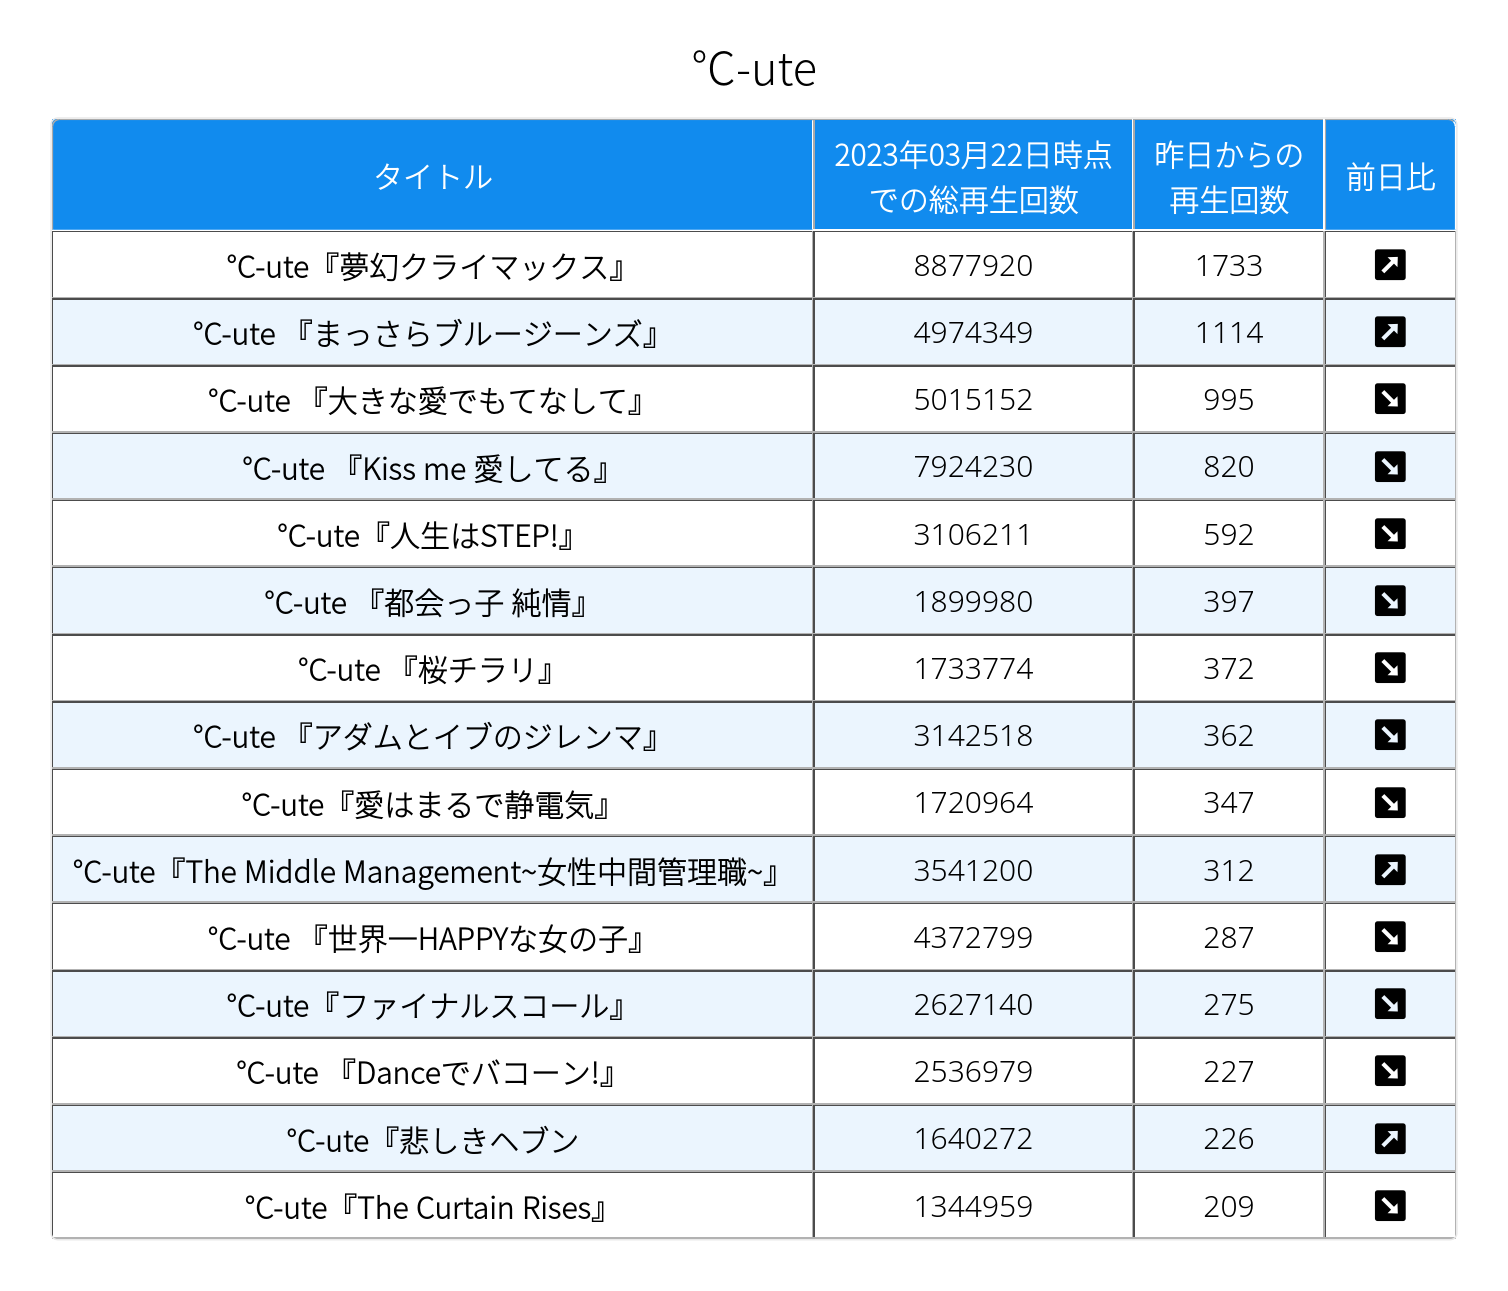 ℃-ute
タイトル
2023年03月22日時点
での総再生回数
昨日からの
再生回数
前日比
℃-ute『夢幻クライマックス』 8877920 1733
℃-ute 『まっさらブルージーンズ』 4974349 1114
℃-ute 『大きな愛でもてなして』 5015152 995
℃-ute 『Kiss me 愛してる』 7924230 820
℃-ute『人生はSTEP!』 3106211 592
℃-ute 『都会っ子 純情』 1899980 397
℃-ute 『桜チラリ』 1733774 372
℃-ute 『アダムとイブのジレンマ』 3142518 362
℃-ute『愛はまるで静電気』 1720964 347
℃-ute『The Middle Management~女性中間管理職~』 3541200 312
℃-ute 『世界一HAPPYな女の子』 4372799 287
℃-ute『ファイナルスコール』 2627140 275
℃-ute 『Danceでバコーン!』 2536979 227
℃-ute『悲しきヘブン 1640272 226
℃-ute『The Curtain Rises』 1344959 209